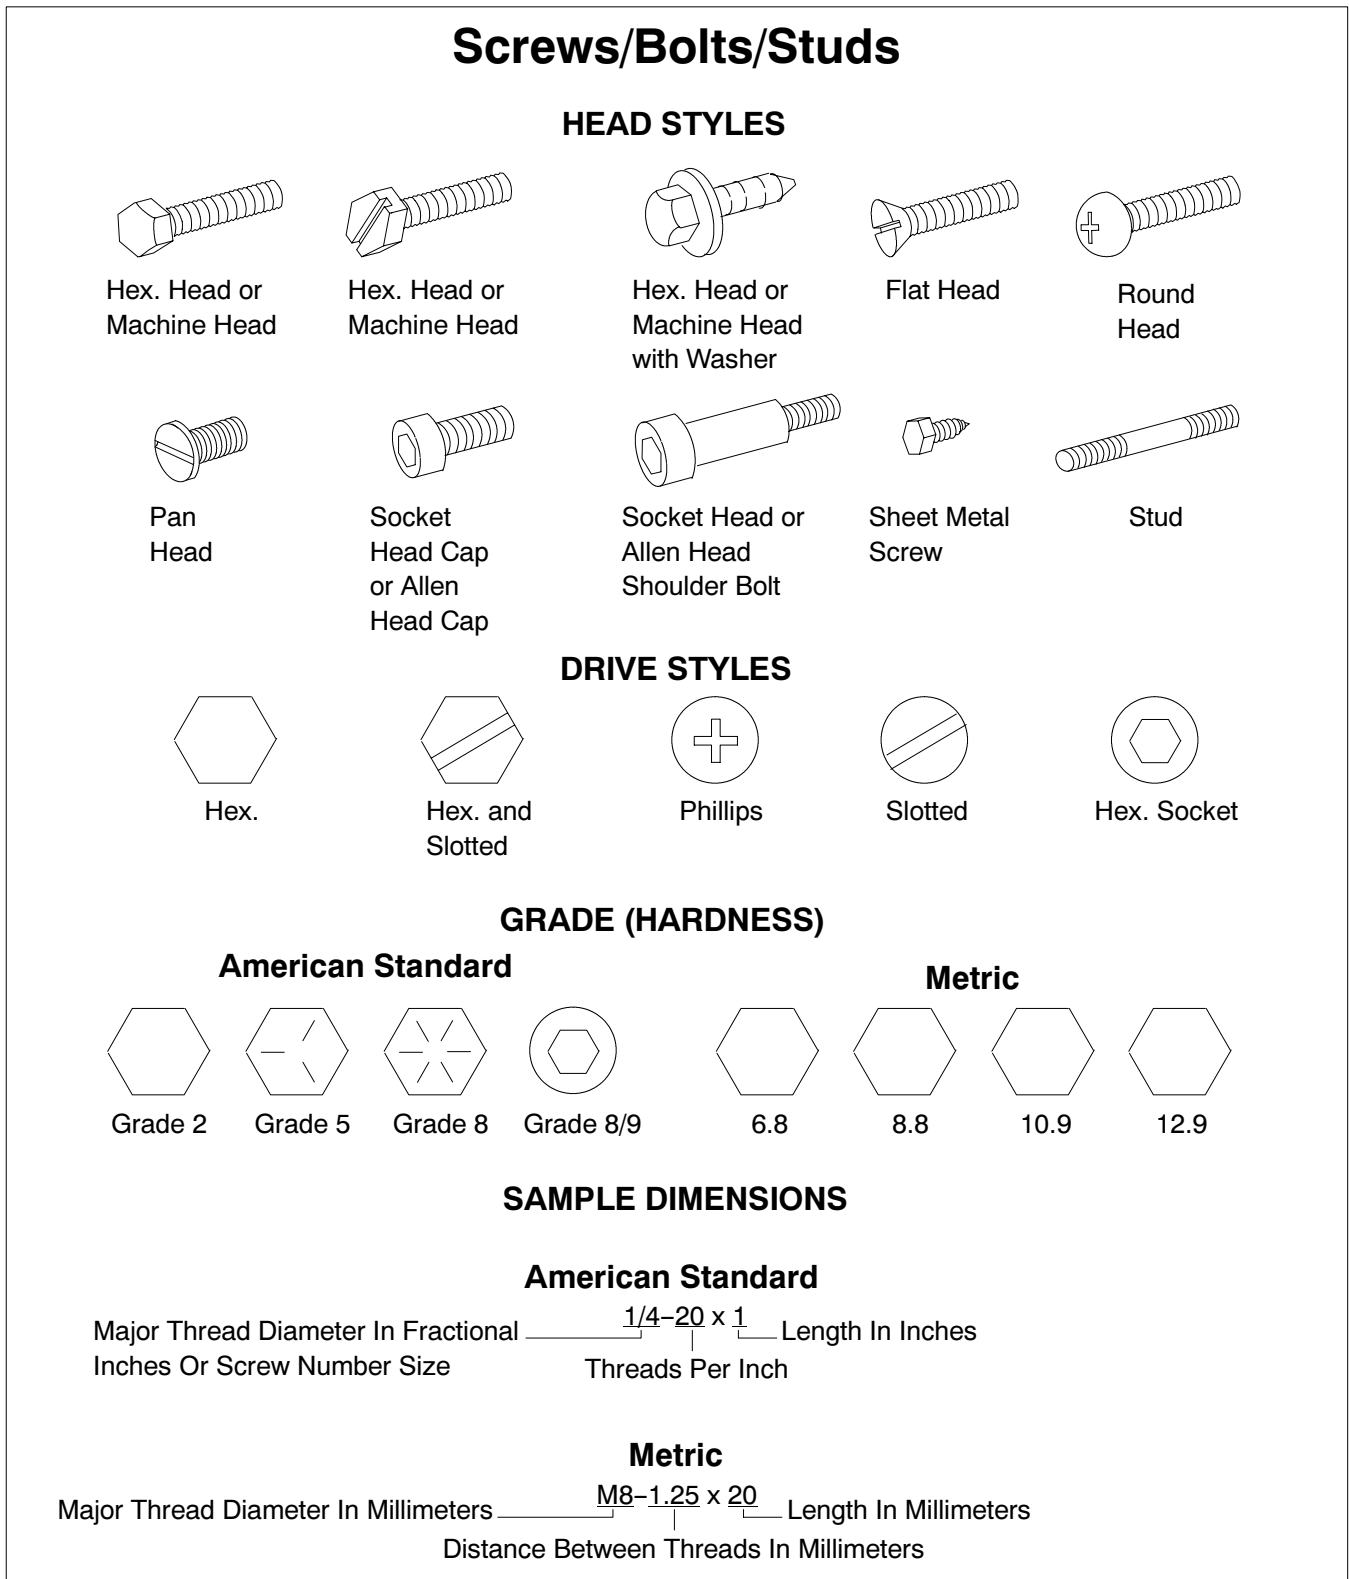 Screws/Bolts/Studs
HEAD STYLES
Hex. Head or
Machine Head
Hex. Head or
Machine Head
Hex. Head or
Machine Head
with Washer
Flat Head
Round
Head
Pan
Head
Socket
Head Cap
or Allen
Head Cap
Socket Head or
Allen Head
Shoulder Bolt
Sheet Metal
Screw
Stud
DRIVE STYLES
Hex.
Hex. and
Slotted
Phillips
Slotted
Hex. Socket
GRADE (HARDNESS)
American Standard
Grade 2
Grade 5
Grade 8
Grade 8/9
Metric
6.8
8.8
10.9
12.9
SAMPLE DIMENSIONS
American Standard
1/4–20 x 1
Major Thread Diameter In Fractional
Inches Or Screw Number Size
Threads Per Inch
Length In Inches
Metric
M8–1.25 x 20
Major Thread Diameter In Millimeters
Length In Millimeters
Distance Between Threads In Millimeters